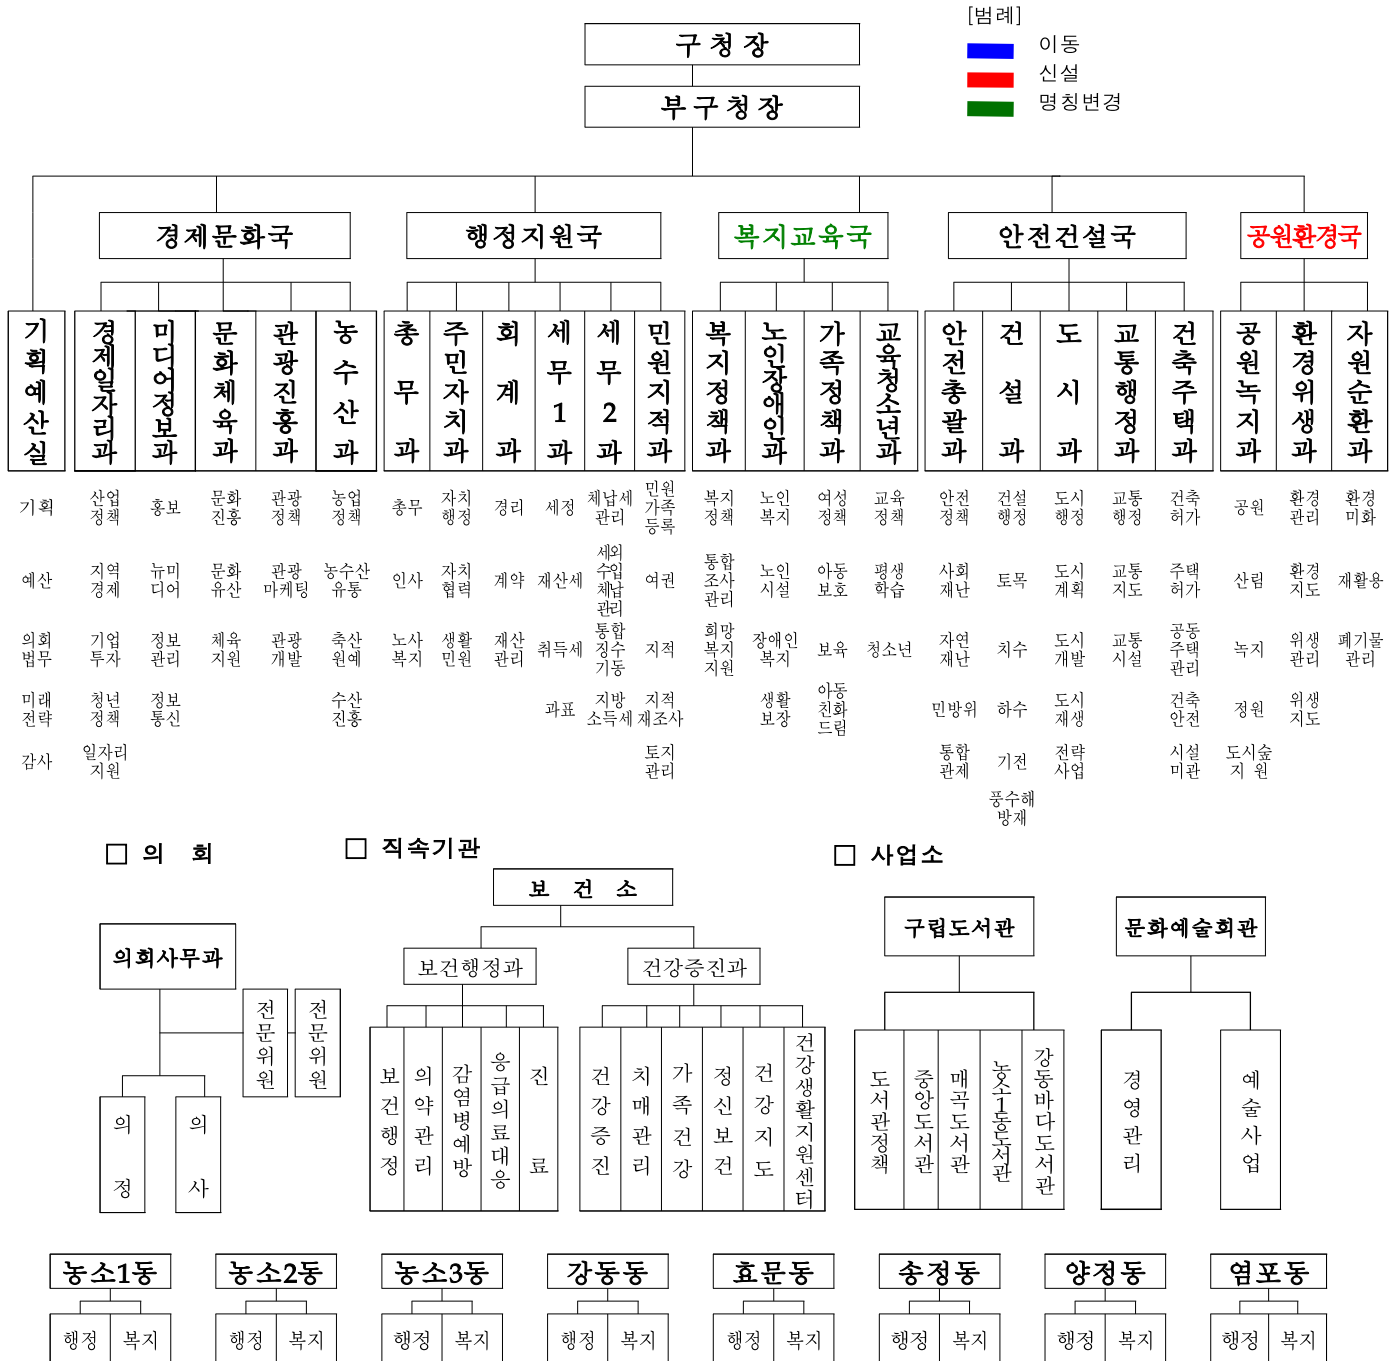 [범례]
이동
신설
명칭변경
구 청 장
부 구 청 장
경제문화국
행정지원국
복지교육국
안전건설국
공원환경국
기획예산실
경제일자리과
미디어정보과
문화체육과
관광진흥과
농수산과
총무과
주민자치과
회계과
세무1과
세무2과
민원지적과
복지정책과
노인장애인과
가족정책과
교육청소년과
안전총괄과
건설과
도시과
교통행정과
건축주택과
공원녹지과
환경위생과
자원순환과
기획
예산
의회
법무
미래
전략
감사
산업
정책
지역
경제
기업
투자
청년
정책
일자리
지원
홍보
뉴미
디어
정보
관리
정보
통신
문화
진흥
문화
유산
체육
지원
관광
정책
관광
마케팅
관광
개발
농업
정책
농수산
유통
축산
원예
수산
진흥
총무
인사
노사
복지
자치
행정
자치
협력
생활
민원
경리
계약
재산
관리
세정
재산세
취득세
과표
체납세
관리
세외
수입
체납
관리
통합
징수
기동
지방
소득세
민원
가족
등록
여권
지적
지적
재조사
토지
관리
복지
정책
통합
조사
관리
희망
복지
지원
노인
복지
노인
시설
장애인
복지
생활
보장
여성
정책
아동
보호
보육
아동
친화
드림
교육
정책
평생
학습
청소년
안전
정책
사회
재난
자연
재난
민방위
통합
관제
건설
행정
토목
치수
하수
기전
풍수해
방재
도시
행정
도시
계획
도시
개발
도시
재생
전략
사업
교통
행정
교통
지도
교통
시설
건축
허가
주택
허가
공동
주택
관리
건축
안전
시설
미관
공원
산림
녹지
정원
도시숲
지 원
환경
관리
환경
지도
위생
관리
위생
지도
환경
미화
재활용
폐기물
관리
□ 의 회
의회사무과
전문위원
전문위원
의정
의사
□ 직속기관
보 건 소
보건행정과
건강증진과
보건행정
의약관리
감염병예방
응급의료대응
진료
건강증진
치매관리
가족건강
정신보건
건강지도
건강생활지원센터
□ 사업소
구립도서관
문화예술회관
도서관정책
중앙도서관
매곡도서관
농소1동도서관
강동바다도서관
경영관리
예술사업
농소1동
농소2동
농소3동
강동동
효문동
송정동
양정동
염포동
행정 복지
행정 복지
행정 복지
행정 복지
행정 복지
행정 복지
행정 복지
행정 복지